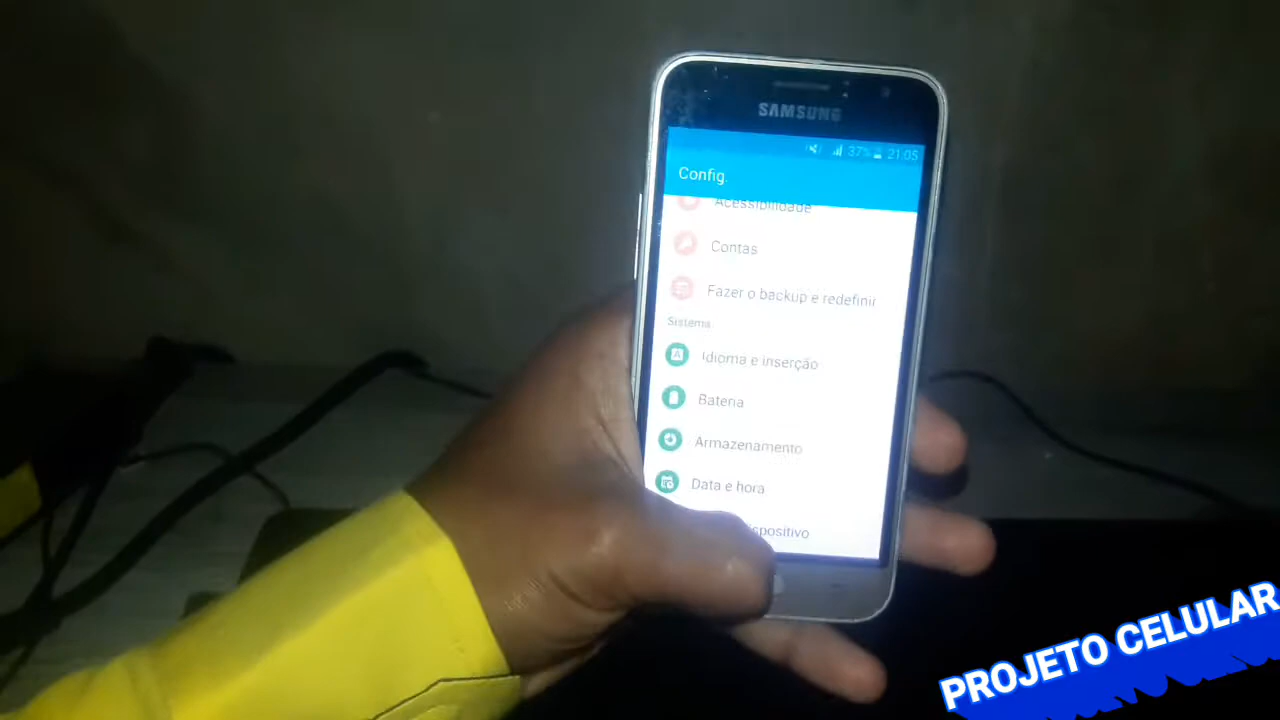 SAMSUNG
37% 21:05
Config.
Acessibilidade
Contas
Fazer o backup e redefinir
Sistema
Idioma e inserção
Bateria
Armazenamento
Data e hora
PROJETO CELULAR